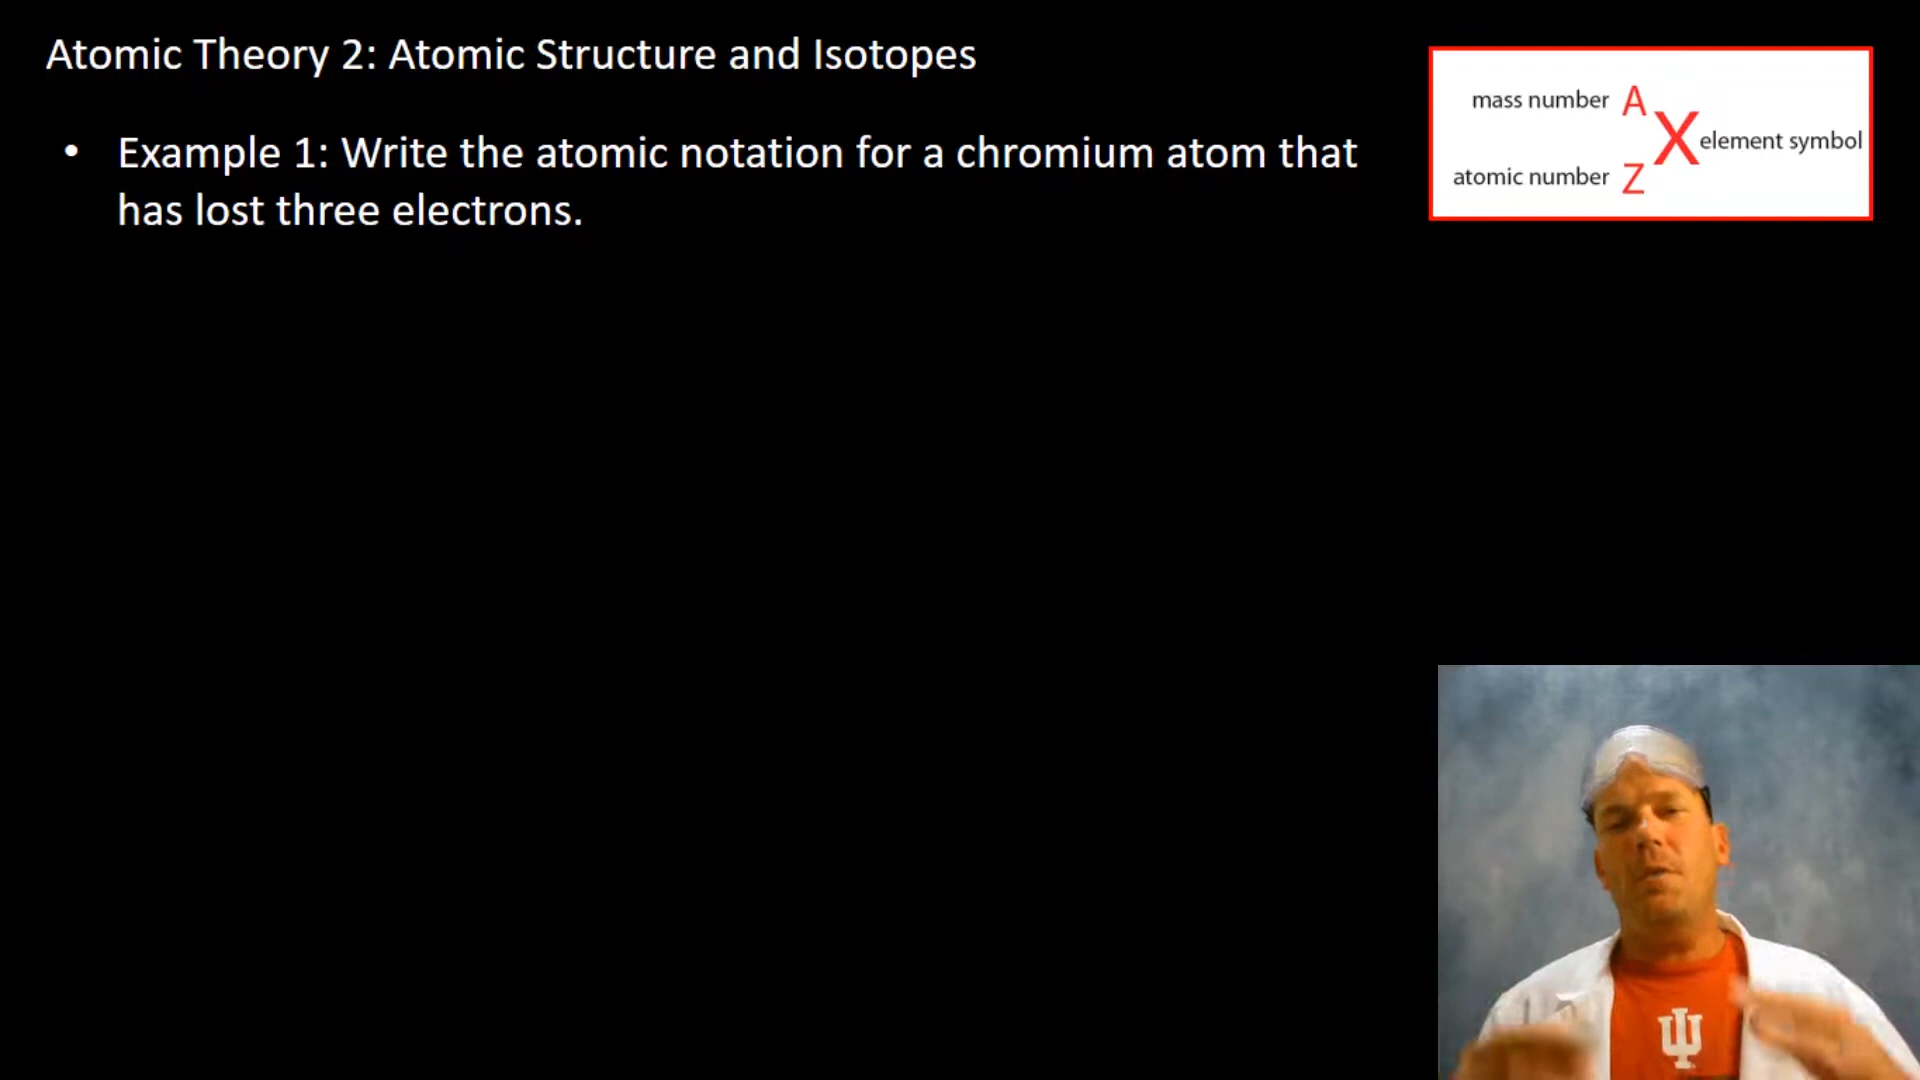 Atomic Theory 2: Atomic Structure and Isotopes
• Example 1: Write the atomic notation for a chromium atom that
has lost three electrons.
mass number A
X element symbol
atomic number Z
IU